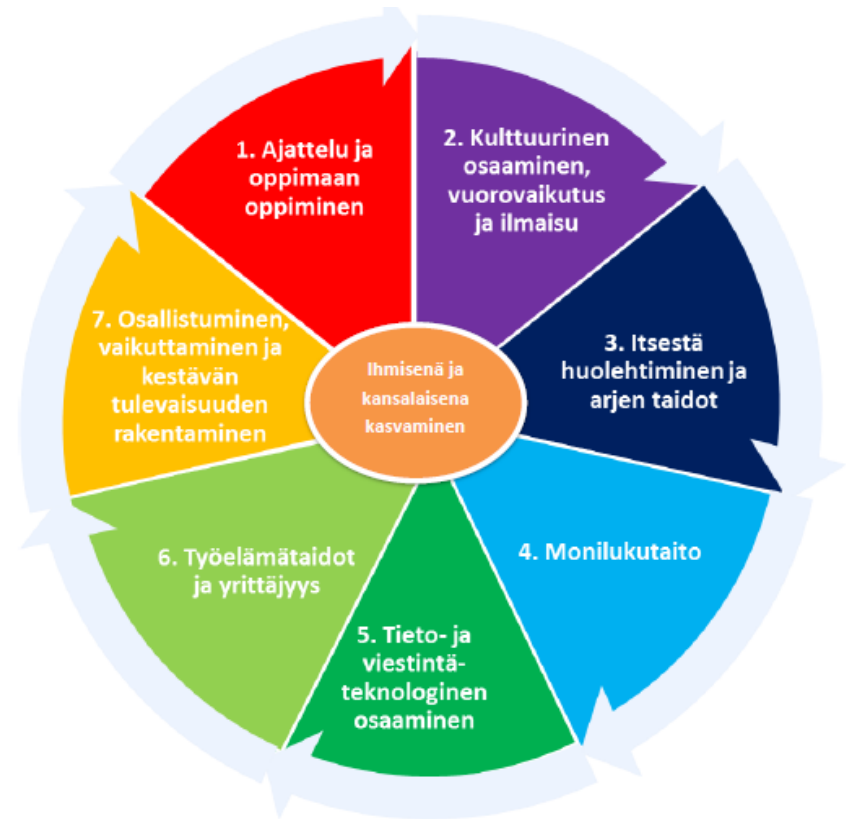 1. Ajattelu ja
oppimaan
oppiminen
2. Kulttuurinen
osaaminen,
vuorovaikutus
ja ilmaisu
3. Itsestä
huolehtiminen ja
arjen taidot
4. Monilukutaito
5. Tieto- ja
viestintä-
teknologinen
osaaminen
6. Työelämätaidot
ja yrittäjyys
7. Osallistuminen,
vaikuttaminen ja
kestävän
tulevaisuuden
rakentaminen
Ihmisenä ja
kansalaisena
kasvaminen